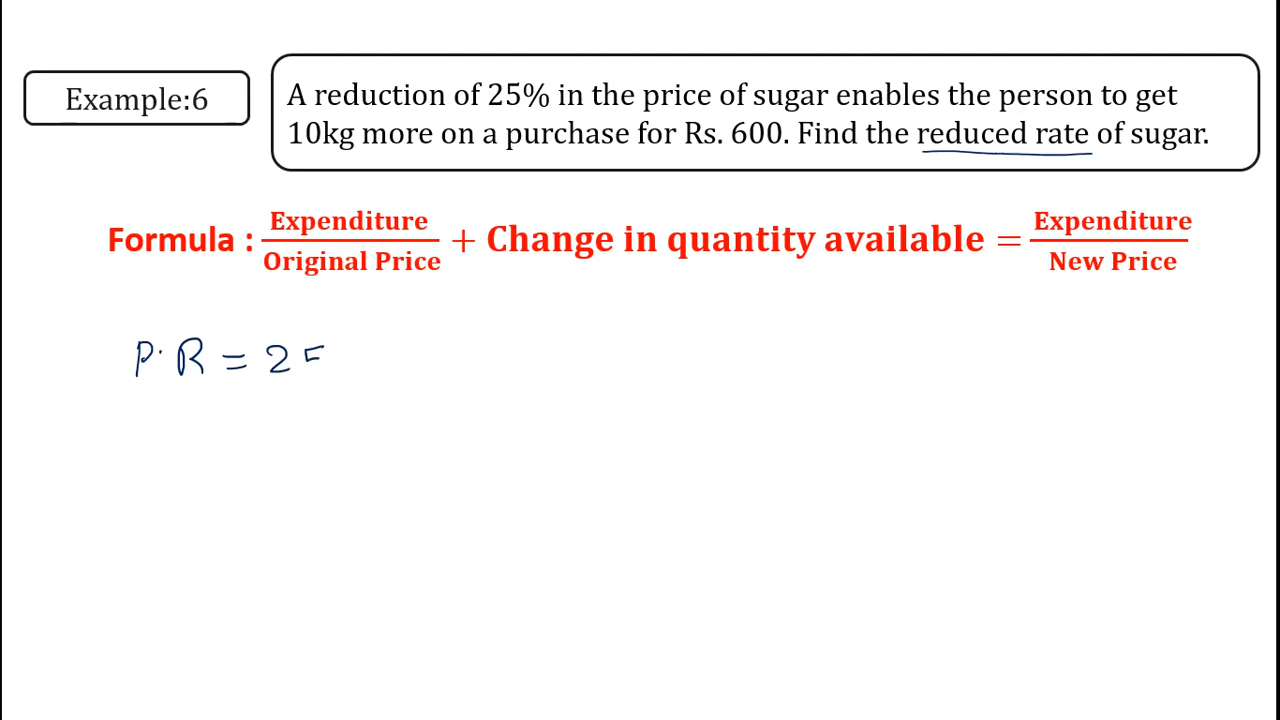 Example:6
A reduction of 25% in the price of sugar enables the person to get
10kg more on a purchase for Rs. 600. Find the reduced rate of sugar.
Formula : Expenditure/Original Price + Change in quantity available = Expenditure/New Price
P.R = 25